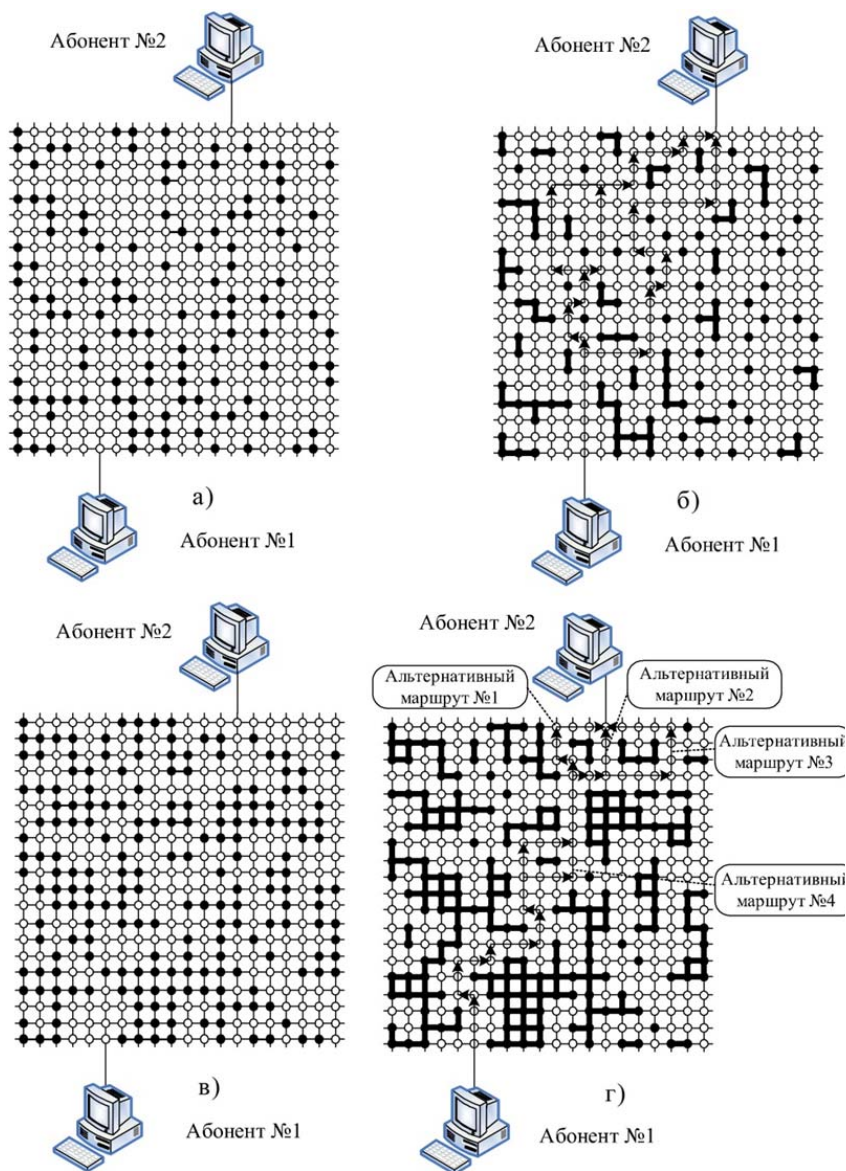 Абонент №2
Абонент №2
а)
б)
Абонент №1
Абонент №1
Абонент №2
Абонент №2
Альтернативный
маршрут №1
Альтернативный
маршрут №2
Альтернативный
маршрут №3
Альтернативный
маршрут №4
в)
г)
Абонент №1
Абонент №1